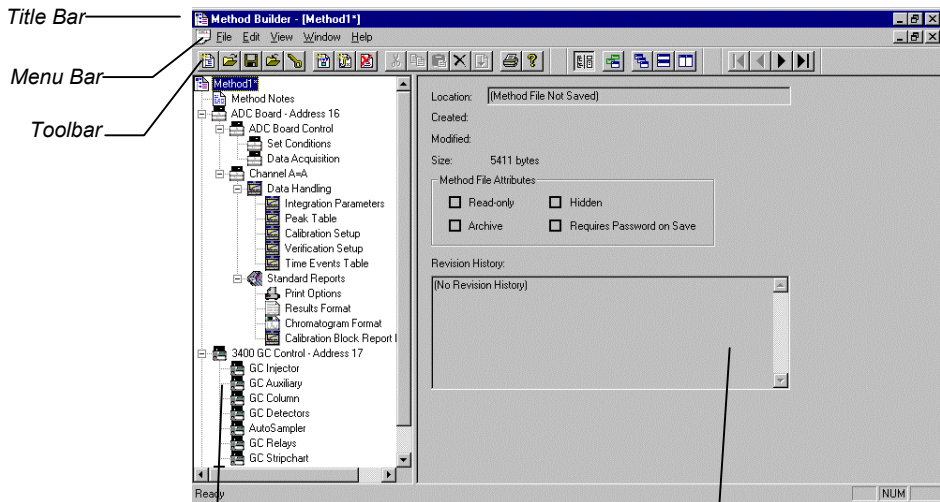 Title Bar
Method Builder - [Method1*]
Menu Bar
File Edit View Window Help
Toolbar
Method1*
Method Notes
ADC Board - Address 16
ADC Board Control
Set Conditions
Data Acquisition
Channel A=A
Data Handling
Integration Parameters
Peak Table
Calibration Setup
Verification Setup
Time Events Table
Standard Reports
Print Options
Results Format
Chromatogram Format
Calibration Block Report
3400 GC Control - Address 17
GC Injector
GC Auxiliary
GC Column
GC Detectors
AutoSampler
GC Relays
GC Stripchart
Location: (Method File Not Saved)
Created:
Modified:
Size: 5411 bytes
Method File Attributes
Read-only Hidden
Archive Requires Password on Save
Revision History:
(No Revision History)
Ready NUM